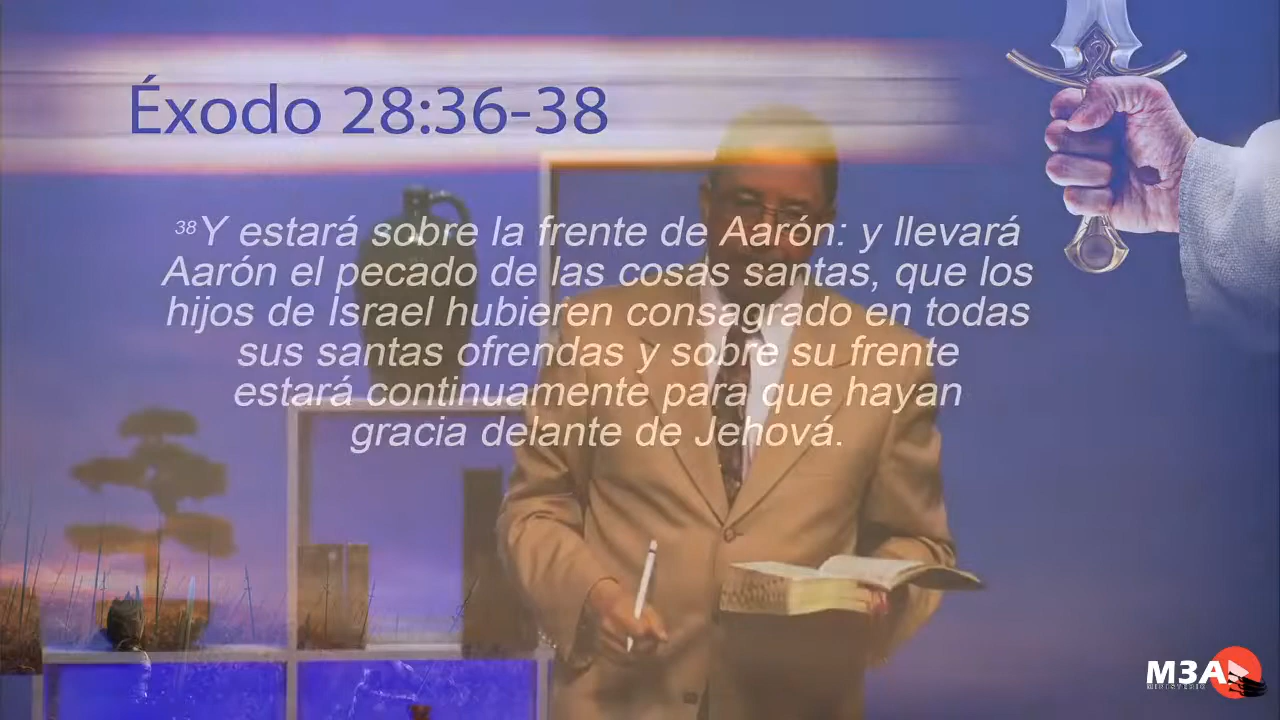 Éxodo 28:36-38
38Y estará sobre la frente de Aarón: y llevará
Aarón el pecado de las cosas santas, que los
hijos de Israel hubieren consagrado en todas
sus santas ofrendas y sobre su frente
estará continuamente para que hayan
gracia delante de Jehová.
M3A
MINISTERIO